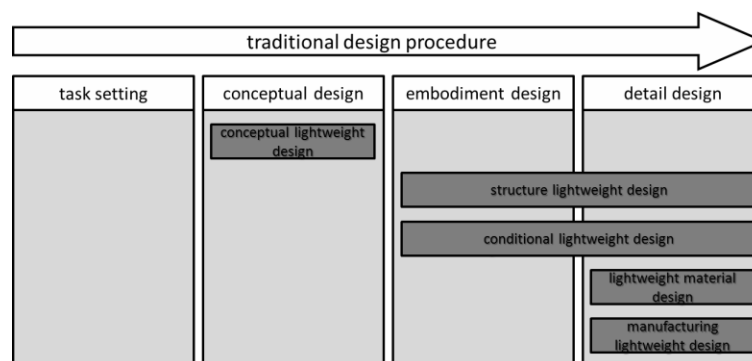 traditional design procedure
task setting
conceptual design
embodiment design
detail design
conceptual lightweight
design
structure lightweight design
conditional lightweight design
lightweight material
design
manufacturing
lightweight design